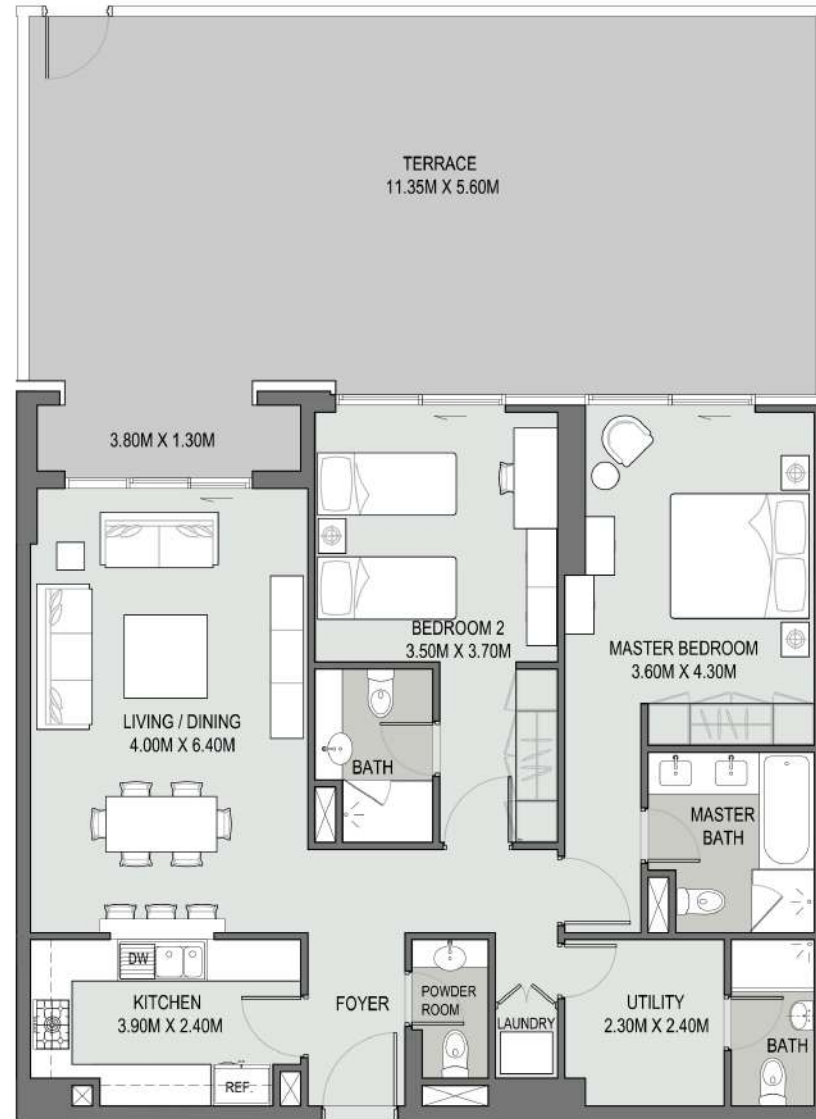 TERRACE
11.35M X 5.60M
3.80M X 1.30M
BEDROOM 2
3.50M X 3.70M
MASTER BEDROOM
3.60M X 4.30M
LIVING / DINING
4.00M X 6.40M
BATH
MASTER
BATH
DW
KITCHEN
3.90M X 2.40M
FOYER
POWDER
ROOM
LAUNDRY
UTILITY
2.30M X 2.40M
BATH
REF.